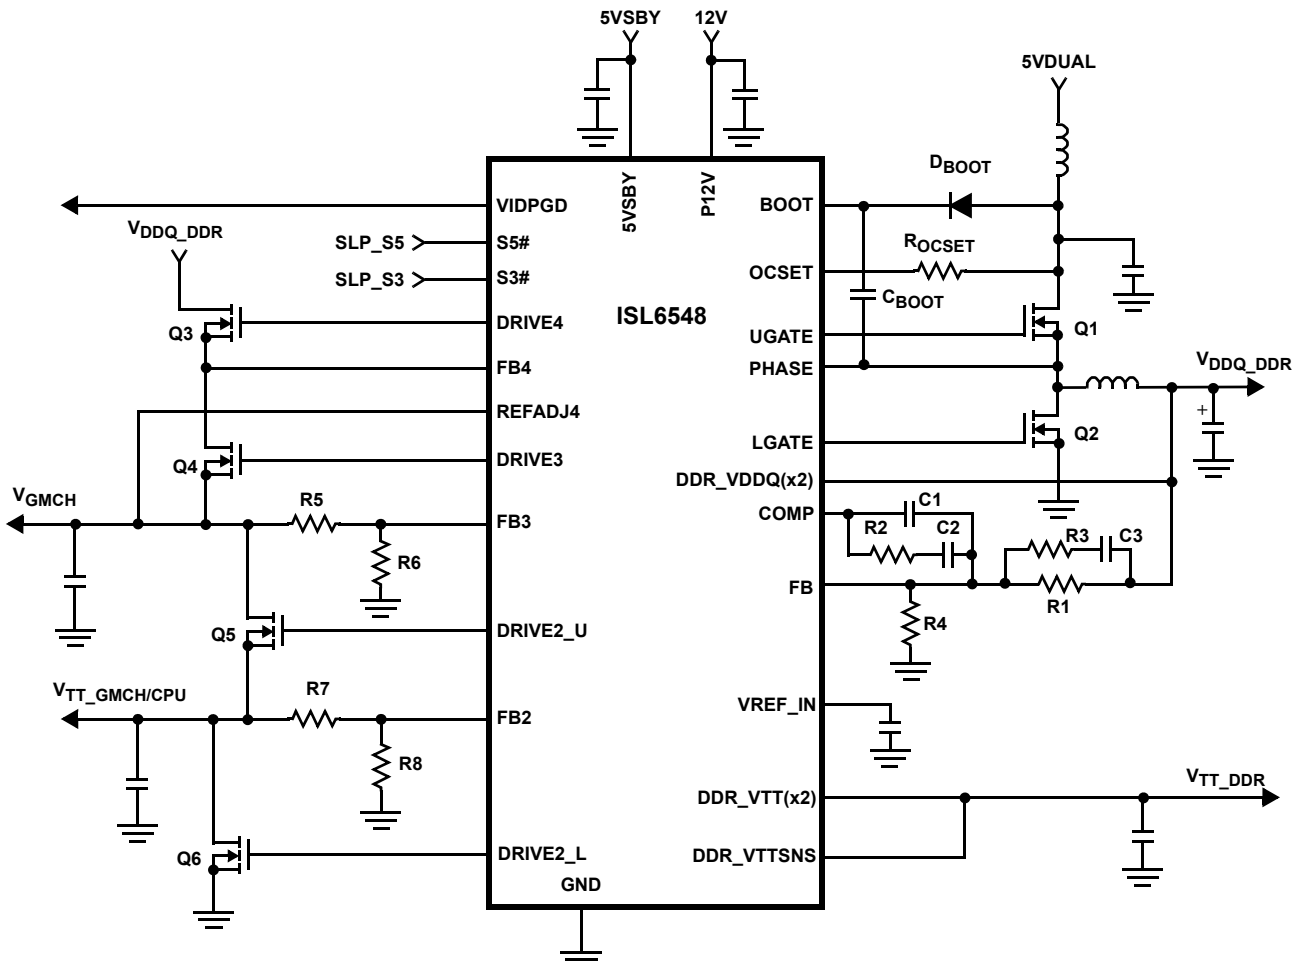 5VSBY 12V
5VDUAL
DBOOT
VIDPGD 5VSBY P12V BOOT
VDDQ_DDR
SLP_S5 S5#
ROCSET
SLP_S3 S3# OCSET
CBOOT
ISL6548
Q3 DRIVE4 UGATE Q1
FB4 PHASE VDDQ_DDR
REFADJ4
+
Q4 DRIVE3 LGATE Q2
DDR_VDDQ(x2)
VGMCH R5 FB3 COMP C1
R2 C2 R3 C3
R6 FB R1
R4
Q5 DRIVE2_U
VTT_GMCH/CPU R7 FB2 VREF_IN
R8
DDR_VTT(x2) VTT_DDR
Q6 DRIVE2_L DDR_VTTSNS
GND